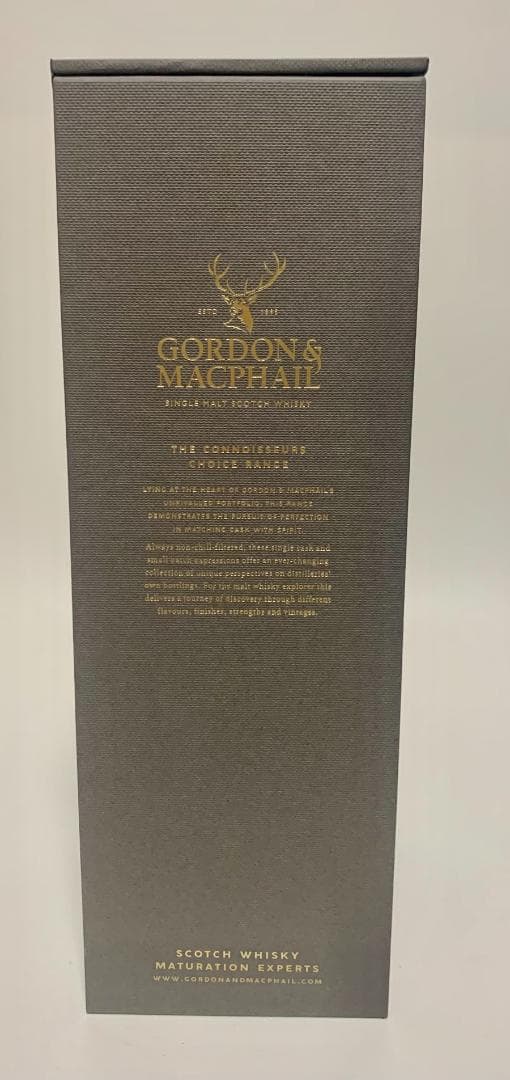 ESTD 1895
GORDON &
MACPHAIL
SINGLE MALT SCOTCH WHISKY
THE CONNOISSEURS
CHOICE RANGE
LYING AT THE HEART OF GORDON & MACPHAIL'S
UNRIVALLED PORTFOLIO, THIS RANGE
DEMONSTRATES THE PURSUIT OF PERFECTION
IN MATCHING CASK WITH SPIRIT.
Always non-chill-filtered, these single cask and
small batch expressions offer an ever-changing
collection of unique perspectives on distilleries'
own bottlings. For the malt whisky explorer this
delivers a journey of discovery through different
flavours, finishes, strengths and vintages.
SCOTCH WHISKY
MATURATION EXPERTS
WWW.GORDONANDMACPHAIL.COM